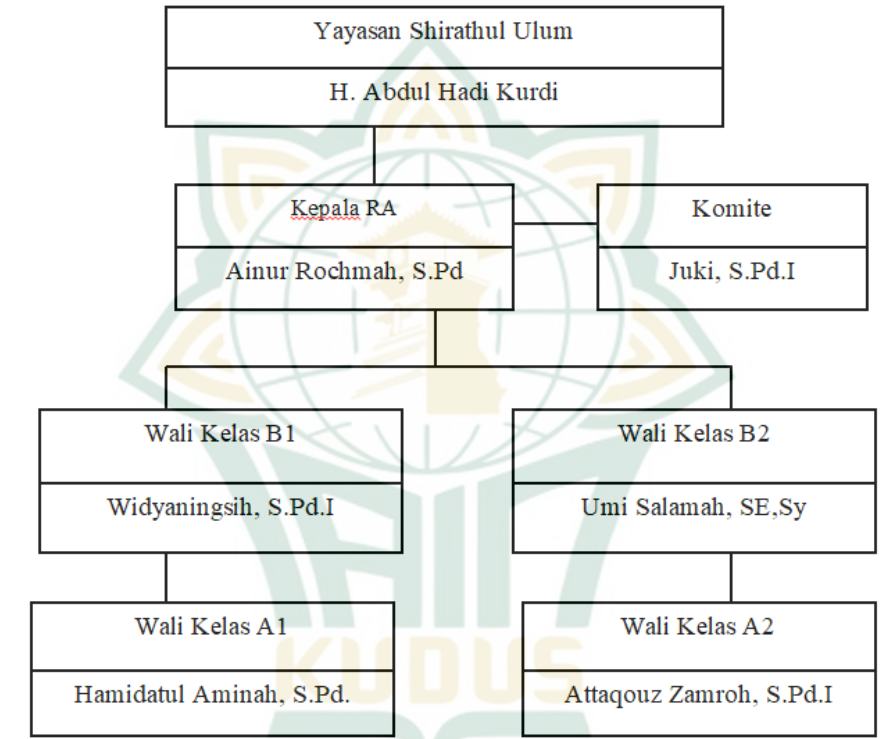 Yayasan Shirathul Ulum
H. Abdul Hadi Kurdi
Kepala RA
Ainur Rochmah, S.Pd
Komite
Juki, S.Pd.I
Wali Kelas B1
Widyaningsih, S.Pd.I
Wali Kelas B2
Umi Salamah, SE,Sy
Wali Kelas A1
Hamidatul Aminah, S.Pd.
Wali Kelas A2
Attaqouz Zamroh, S.Pd.I
KUDUS